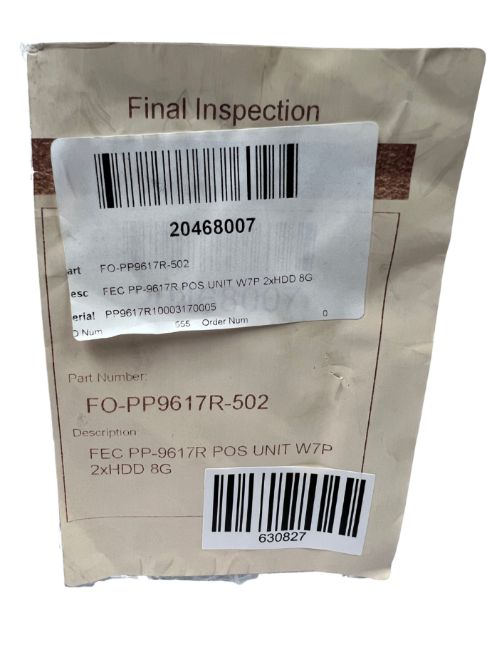 Final Inspection
20468007
art FO-PP9617R-502
esc FEC PP-9617R POS UNIT W7P 2xHDD 8G
erial PP9617R10003170005
O Num 555 Order Num 0
Part Number:
FO-PP9617R-502
Description
FEC PP-9617R POS UNIT W7P
2xHDD 8G
630827